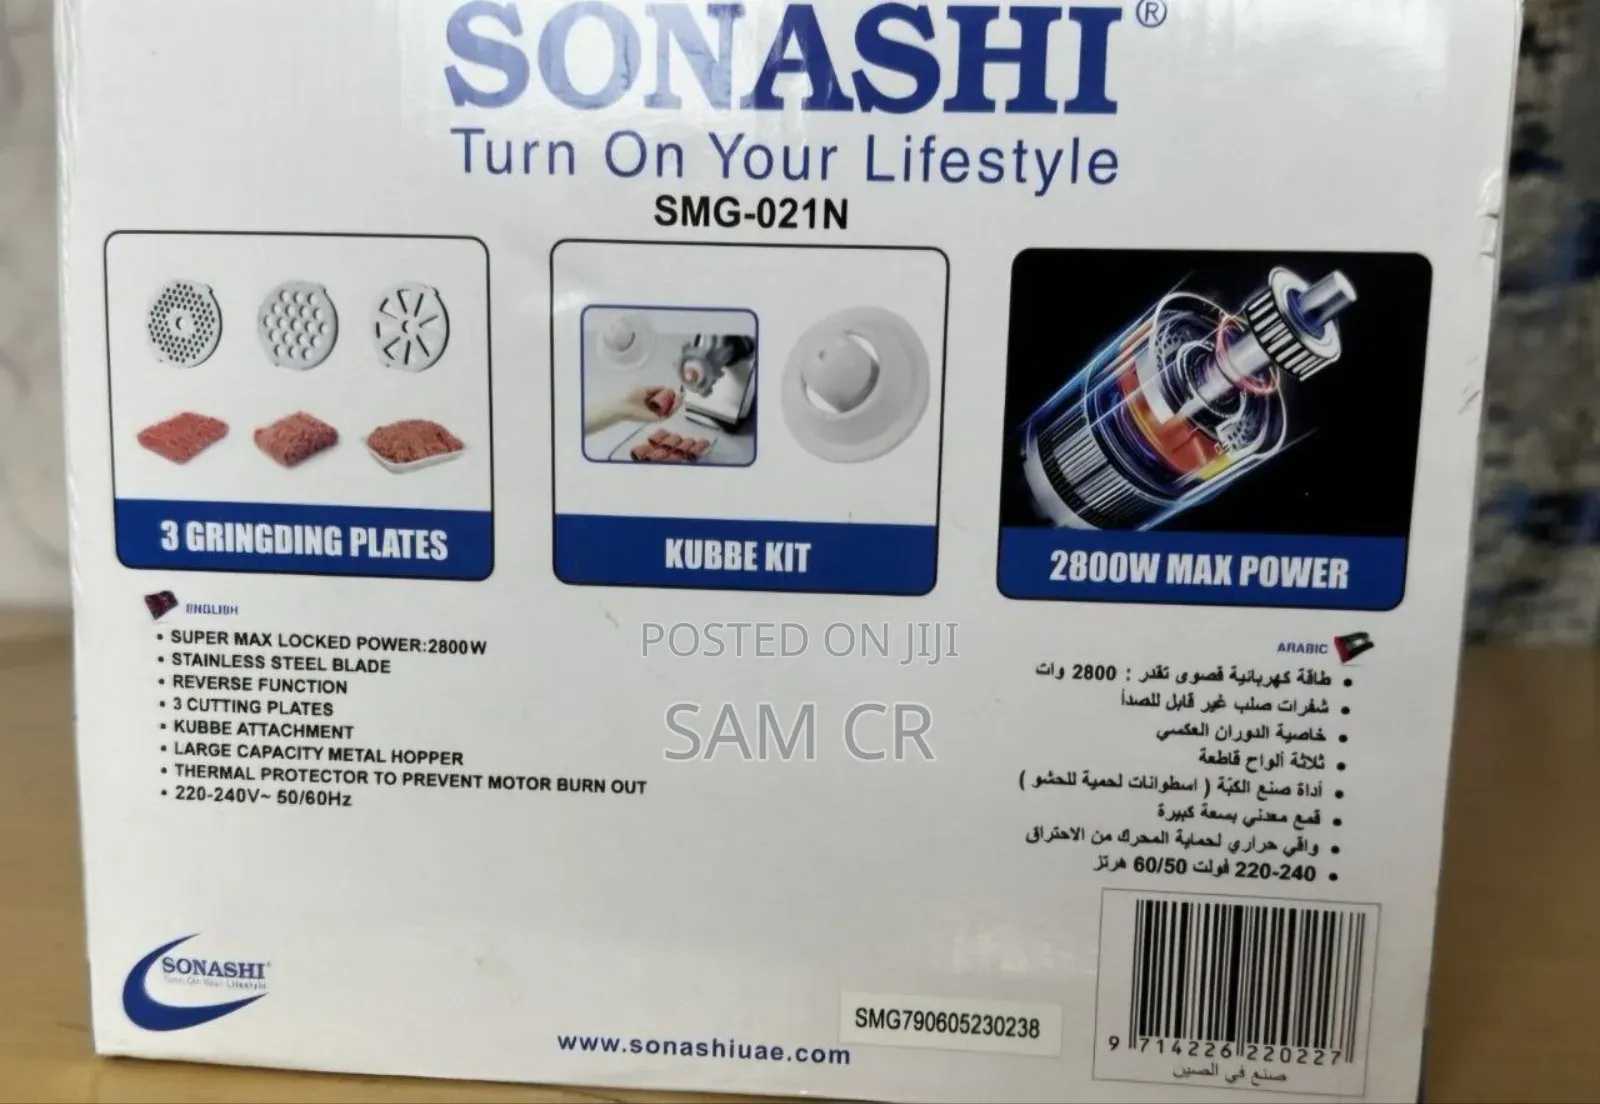 SONASHI®
Turn On Your Lifestyle
SMG-021N
3 GRINGDING PLATES
KUBBE KIT
2800W MAX POWER
ENGLISH
• SUPER MAX LOCKED POWER:2800W
• STAINLESS STEEL BLADE
• REVERSE FUNCTION
• 3 CUTTING PLATES
• KUBBE ATTACHMENT
• LARGE CAPACITY METAL HOPPER
• THERMAL PROTECTOR TO PREVENT MOTOR BURN OUT
• 220-240V~ 50/60Hz
POSTED ON JIJI
SAM CR
ARABIC
• طاقة كهربائية قصوى تقدر : 2800 وات
• شفرات صلب غير قابل للصدأ
• خاصية الدوران العكسي
• ثلاثة ألواح قاطعة
• أداة صنع الكبّة ( اسطوانات لحمية للحشو )
• قمع معدني بسعة كبيرة
• واقي حراري لحماية المحرك من الاحتراق
• 220-240 فولت 60/50 هرتز
SONASHI®
Turn On Your Lifestyle
www.sonashiuae.com
SMG790605230238
9 714226 220227
صنع في الصين